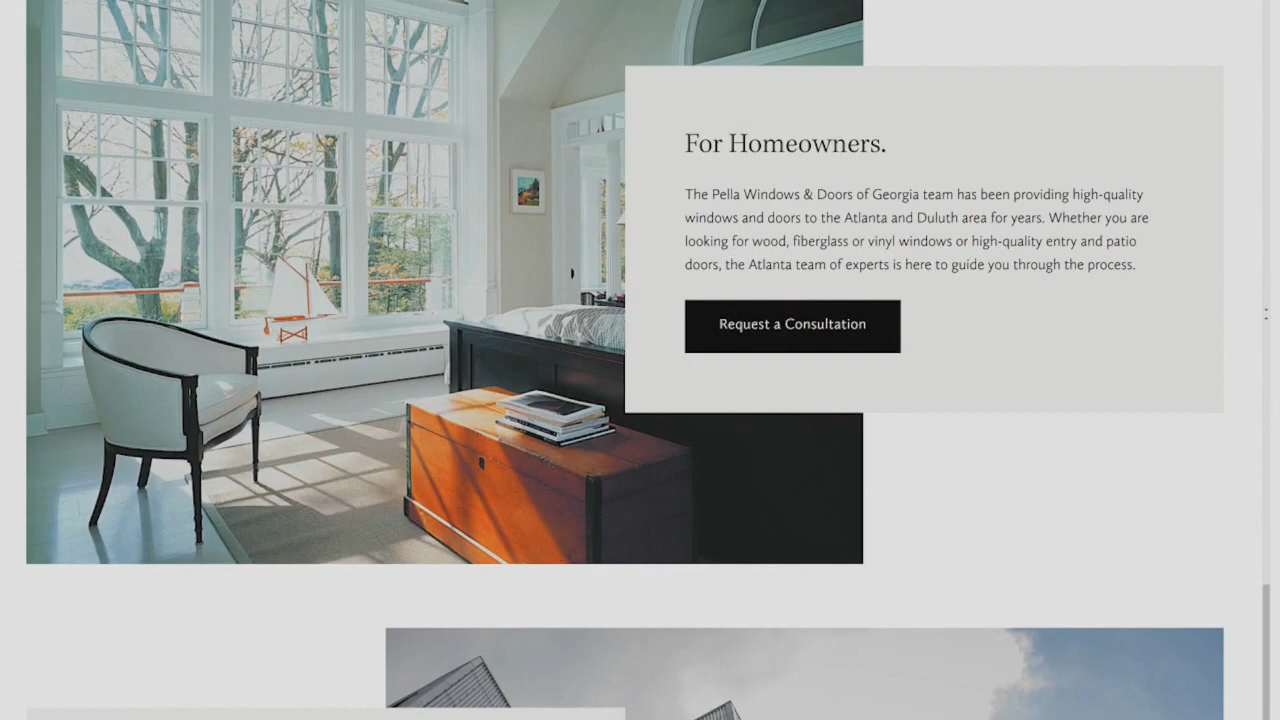 For Homeowners.
The Pella Windows & Doors of Georgia team has been providing high-quality
windows and doors to the Atlanta and Duluth area for years. Whether you are
looking for wood, fiberglass or vinyl windows or high-quality entry and patio
doors, the Atlanta team of experts is here to guide you through the process.
Request a Consultation